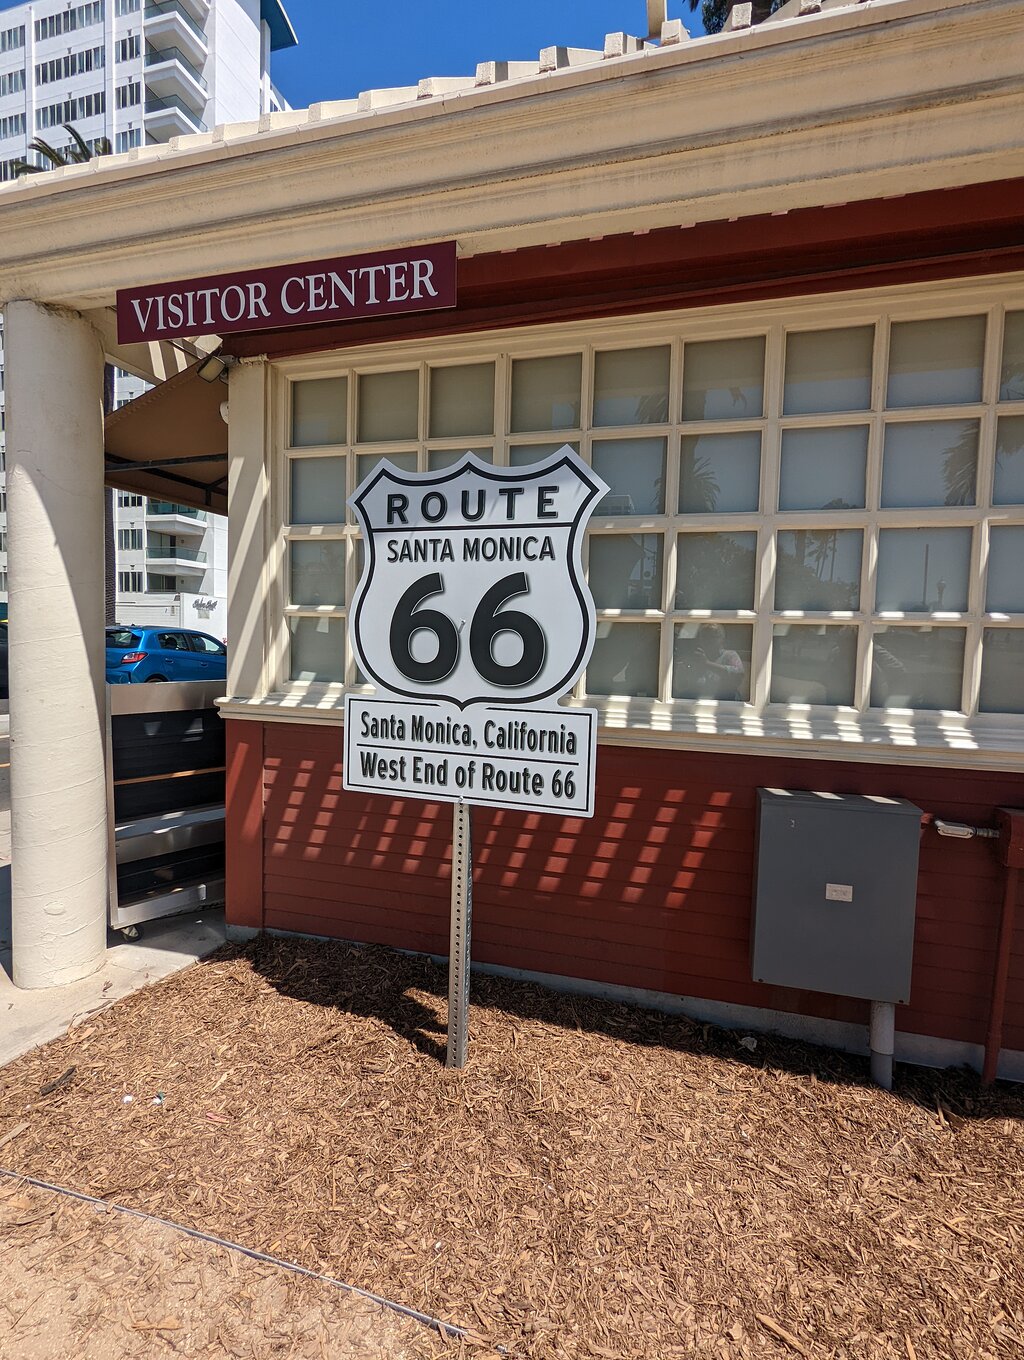 VISITOR CENTER
ROUTE
SANTA MONICA
66
Santa Monica, California
West End of Route 66